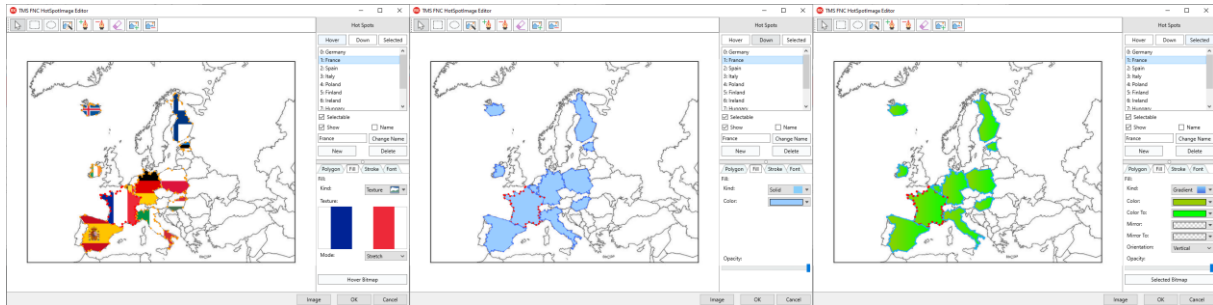 TMS FNC HotSpotImage Editor
Hot Spots
Hover Down Selected
0: Germany
1: France
2: Spain
3: Italy
4: Poland
5: Finland
6: Ireland
7: Hungary
Selectable
Show Name
France Change Name
New Delete
Polygon Fill Stroke Font
Fill:
Kind: Texture
Texture:
Mode: Stretch
Hover Bitmap
Image OK Cancel
TMS FNC HotSpotImage Editor
Hot Spots
Hover Down Selected
0: Germany
1: France
2: Spain
3: Italy
4: Poland
5: Finland
6: Ireland
7: Hungary
Selectable
Show Name
France Change Name
New Delete
Polygon Fill Stroke Font
Fill:
Kind: Solid
Color:
Opacity:
Image OK Cancel
TMS FNC HotSpotImage Editor
Hot Spots
Hover Down Selected
0: Germany
1: France
2: Spain
3: Italy
4: Poland
5: Finland
6: Ireland
7: Hungary
Selectable
Show Name
France Change Name
New Delete
Polygon Fill Stroke Font
Fill:
Kind: Gradient
Color:
Color To:
Mirror:
Mirror To:
Orientation: Vertical
Opacity:
Selected Bitmap
Image OK Cancel